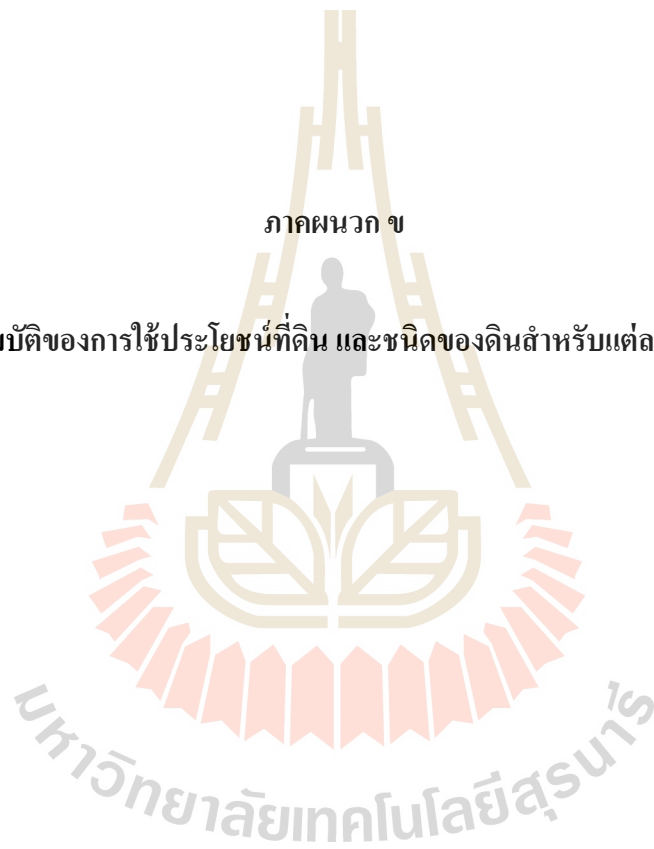 ภาคผนวก ข
บัติของการใช้ประโยชน์ที่ดิน และชนิดของดินสำหรับแต่ล
มหาวิทยาลัยเทคโนโลยีสุรนารี